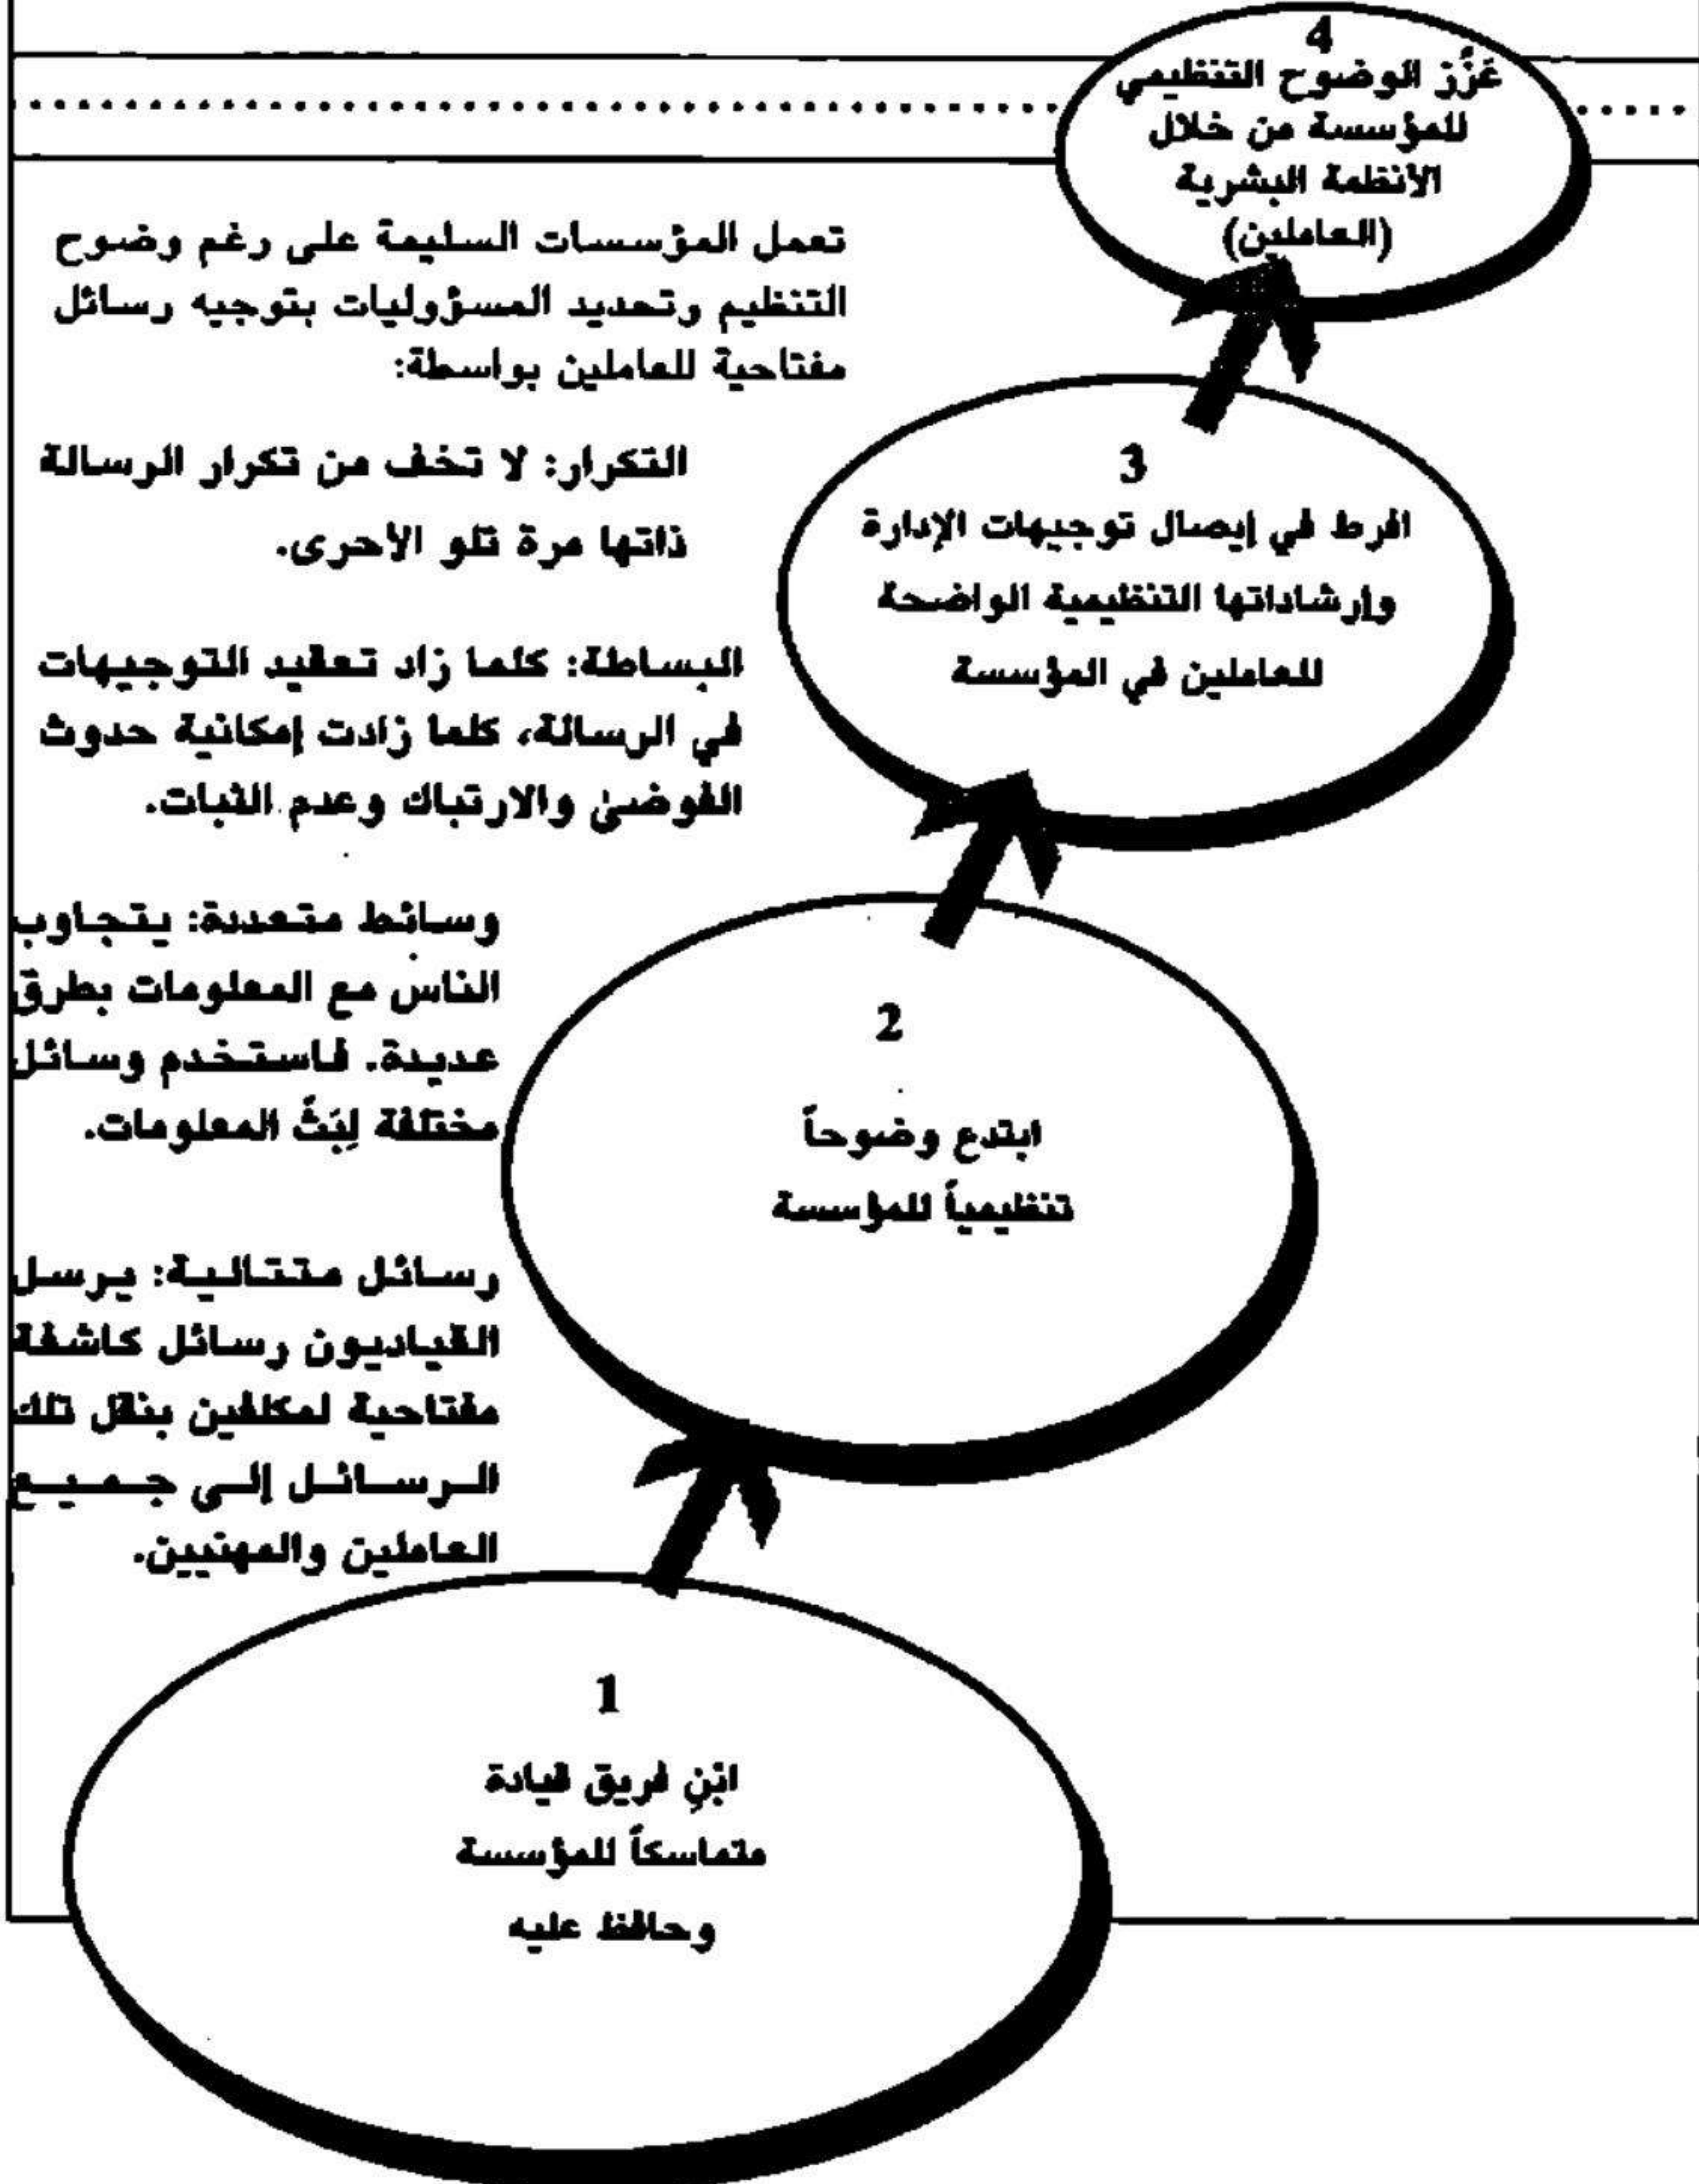 4
عَزِّز الوضوح التنظيمي
للمؤسسة من خلال
الأنظمة البشرية
(العاملين)
تعمل المؤسسات السليمة على رغم وضوح
التنظيم وتحديد المسؤوليات بتوجيه رسائل
مفتاحية للعاملين بواسطة:
التكرار: لا تخف من تكرار الرسالة
ذاتها مرة تلو الاحرى.
البساطة: كلما زاد تعقيد التوجيهات
في الرسالة، كلما زادت إمكانية حدوث
الفوضىٰ والارتباك وعدم الثبات.
وسائط متعددة: يتجاوب
الناس مع المعلومات بطرق
عديدة. فاستخدم وسائل
مختلفة لِبَثِّ المعلومات.
رسائل متتالية: يرسل
القياديون رسائل كاشفة
مفتاحية لمكلفين بنقل تلك
الرسائل إلى جميع
العاملين والمهنيين.
3
افرط في إيصال توجيهات الإدارة
وإرشاداتها التنظيمية الواضحة
للعاملين في المؤسسة
2
ابتدع وضوحاً
تنظيمياً للمؤسسة
1
ابْنِ فريق قيادة
متماسكاً للمؤسسة
وحافظ عليه